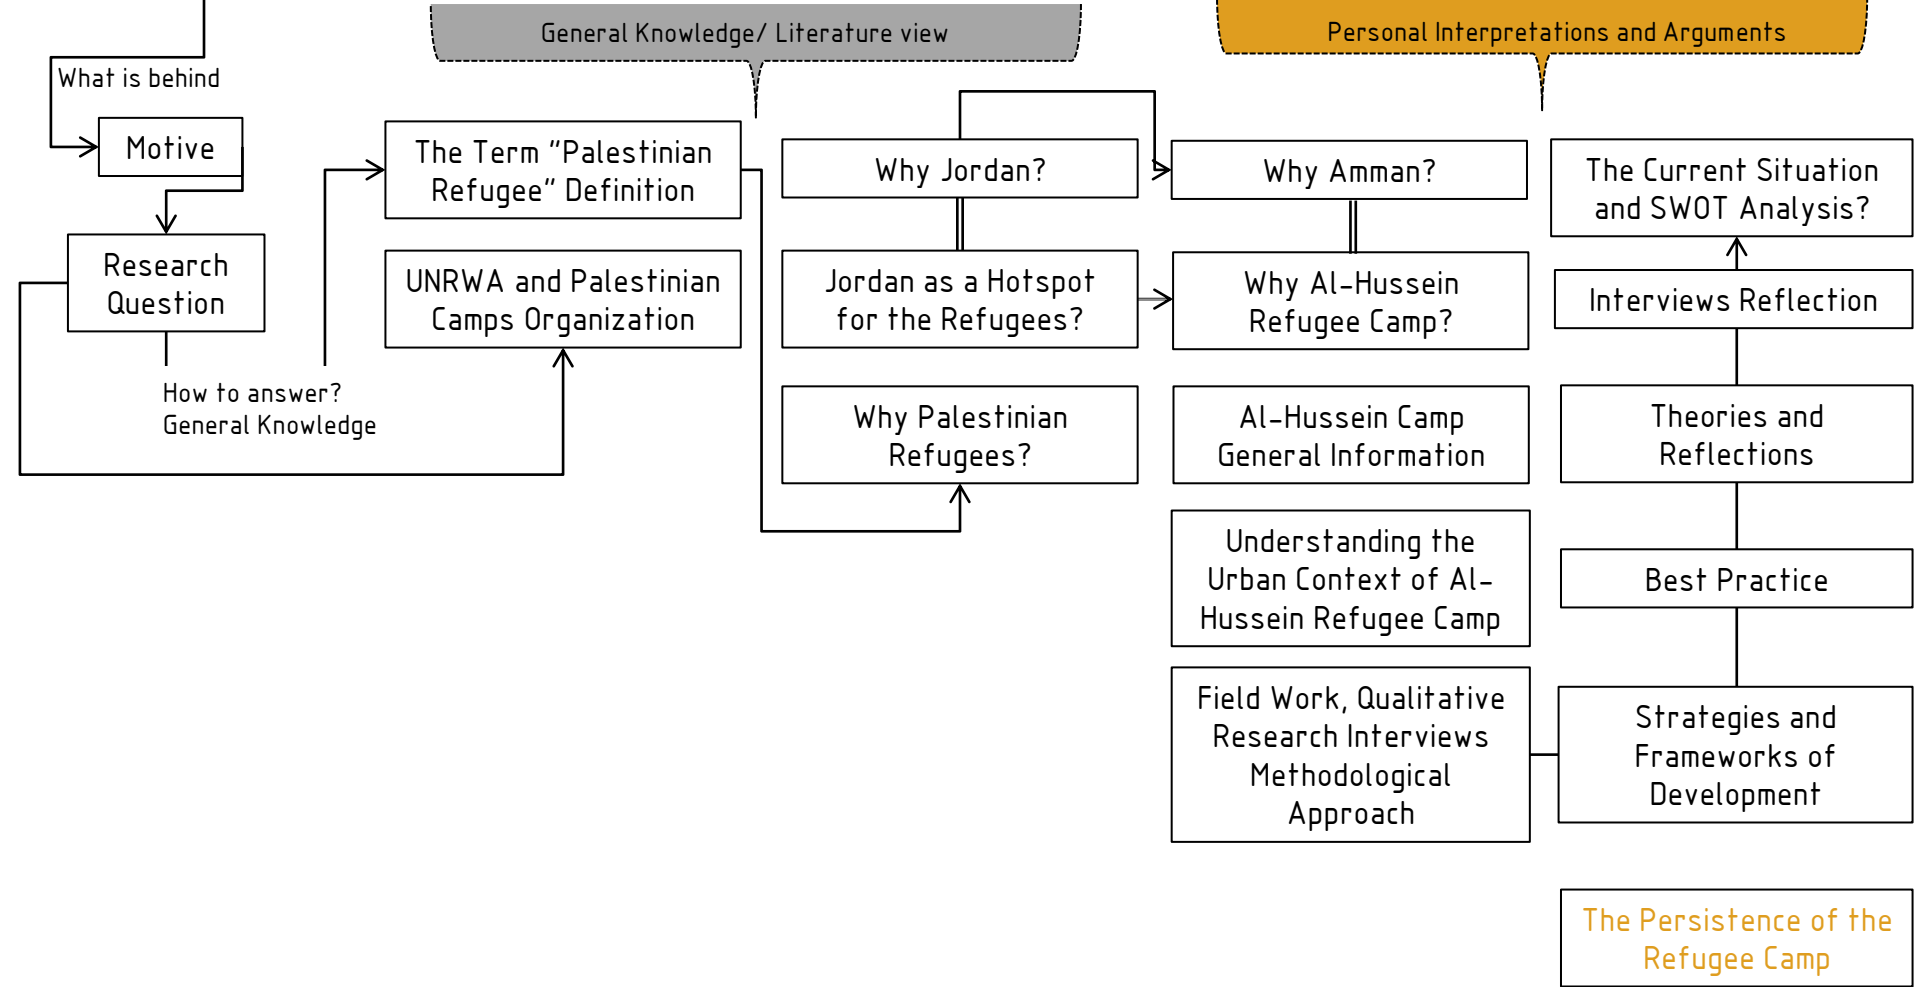 General Knowledge/ Literature view
Personal Interpretations and Arguments
What is behind
Motive
Research
Question
How to answer?
General Knowledge
The Term "Palestinian
Refugee" Definition
UNRWA and Palestinian
Camps Organization
Why Jordan?
Jordan as a Hotspot
for the Refugees?
Why Palestinian
Refugees?
Why Amman?
Why Al-Hussein
Refugee Camp?
Al-Hussein Camp
General Information
Understanding the
Urban Context of Al-
Hussein Refugee Camp
Field Work, Qualitative
Research Interviews
Methodological
Approach
The Current Situation
and SWOT Analysis?
Interviews Reflection
Theories and
Reflections
Best Practice
Strategies and
Frameworks of
Development
The Persistence of the
Refugee Camp